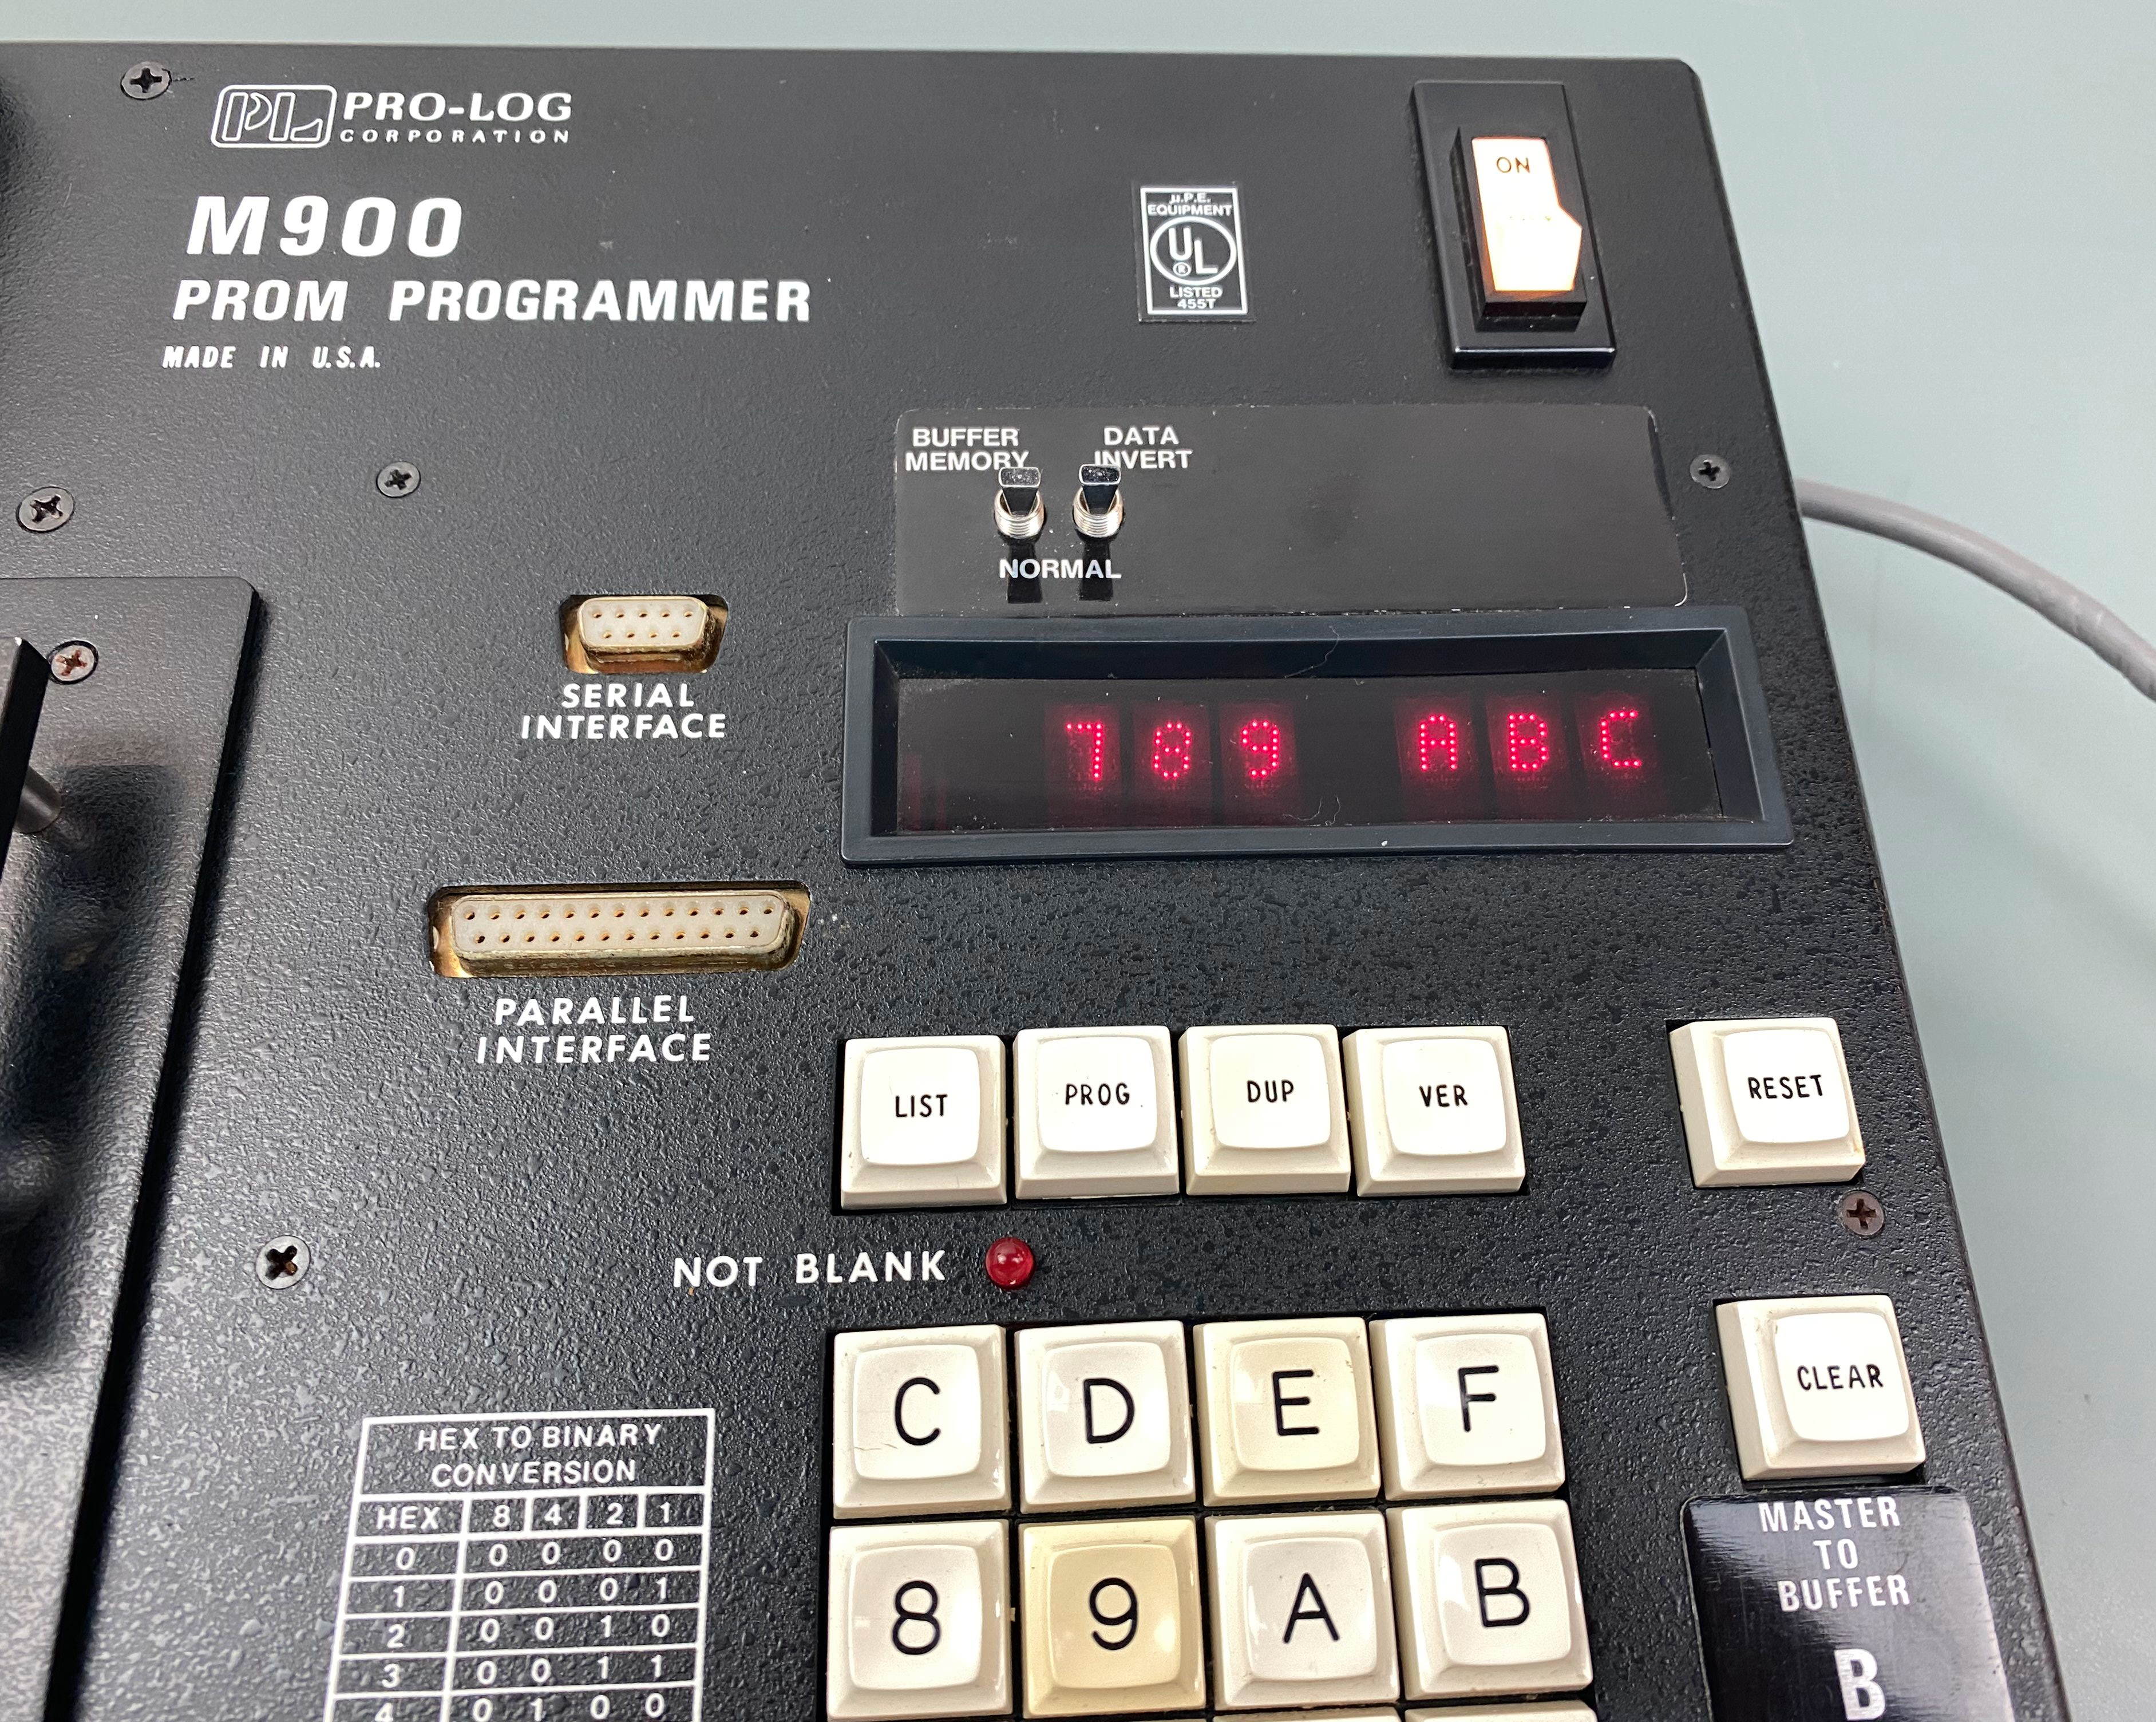 PL PRO-LOG
CORPORATION
M900
PROM PROGRAMMER
MADE IN U.S.A.
µ.P.E.
EQUIPMENT
UL
®
LISTED
455T
ON
BUFFER
MEMORY
DATA
INVERT
NORMAL
SERIAL
INTERFACE
789 ABC
PARALLEL
INTERFACE
LIST PROG DUP VER RESET
NOT BLANK
CLEAR
C D E F
8 9 A B
HEX TO BINARY
CONVERSION
HEX 8 4 2 1
0 0 0 0 0
1 0 0 0 1
2 0 0 1 0
3 0 0 1 1
4 0 1 0 0
MASTER
TO
BUFFER
B